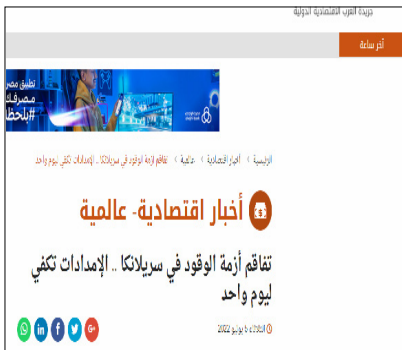 جريدة العرب الاقتصادية الدولية
آخر ساعة
تطبيق مصر
مصرفك
#بلحظا
الرئيسية > أخبار اقتصادية > عالمية > تفاقم أزمة الوقود في سريلانكا .. الإمدادات تكفي ليوم واحد
أخبار اقتصادية- عالمية
تفاقم أزمة الوقود في سريلانكا .. الإمدادات تكفي
ليوم واحد
الثلاثاء 5 يوليو 2022